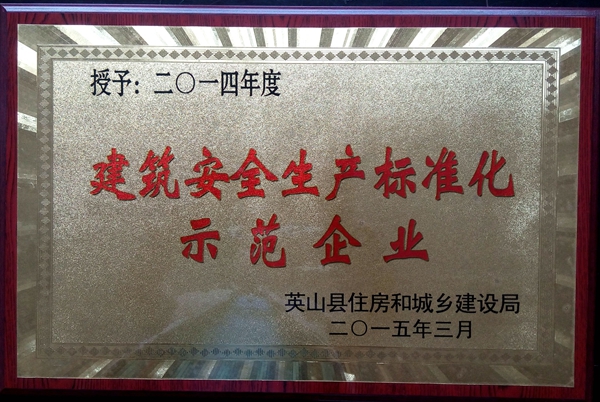 授予：二〇一四年度
建筑安全生产标准化
示范企业
英山县住房和城乡建设局
二〇一五年三月